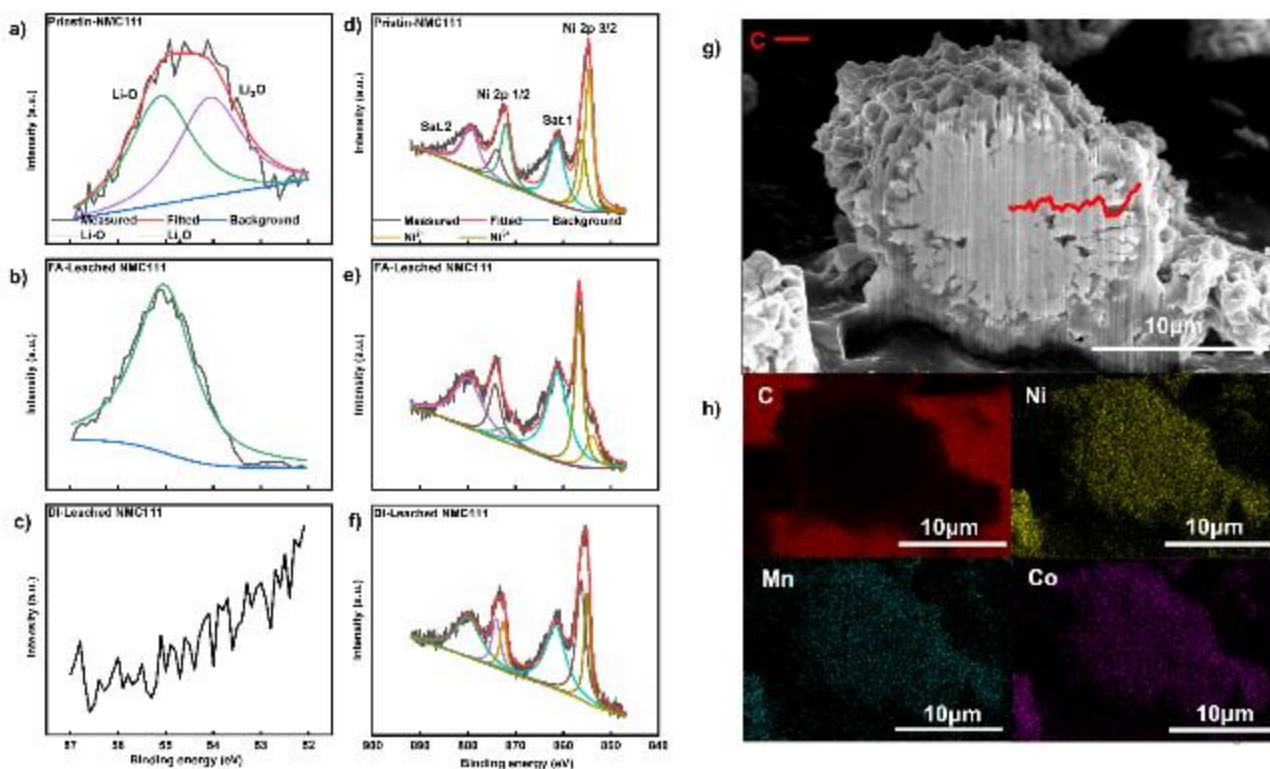 a)
Prinstin-NMC111
Li-O
Li₂O
Intensity (a.u.)
Measured Fitted Background
Li-O Li₂O
b)
FA-Leached NMC111
Intensity (a.u.)
c)
DI-Leached NMC111
Intensity (a.u.)
57 56 55 54 53 52
Binding energy (eV)
d)
Pristin-NMC111
Ni 2p 3/2
Ni 2p 1/2
Sat.2
Sat.1
Intensity (a.u.)
Measured Fitted Background
e)
FA-Leached NMC111
Intensity (a.u.)
f)
DI-Leached NMC111
Intensity (a.u.)
900 890 880 870 860 850 840
Binding energy (eV)
g)
C
10μm
h)
C
10μm
Ni
10μm
Mn
10μm
Co
10μm